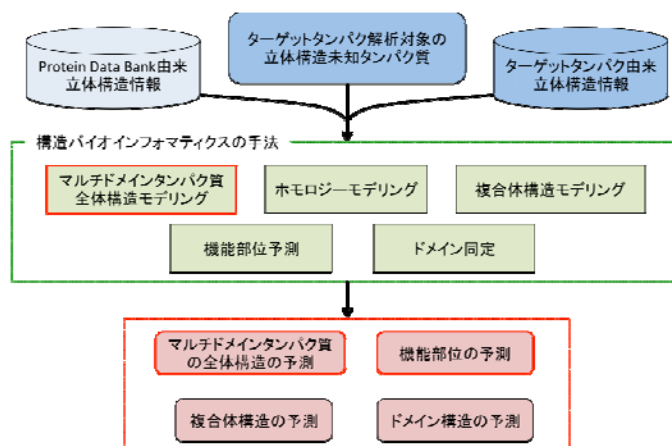 Protein Data Bank由来
立体構造情報
ターゲットタンパク解析対象の
立体構造未知タンパク質
ターゲットタンパク由来
立体構造情報
構造バイオインフォマティクスの手法
マルチドメインタンパク質
全体構造モデリング
ホモロジーモデリング
複合体構造モデリング
機能部位予測
ドメイン同定
マルチドメインタンパク質
の全体構造の予測
機能部位の予測
複合体構造の予測
ドメイン構造の予測